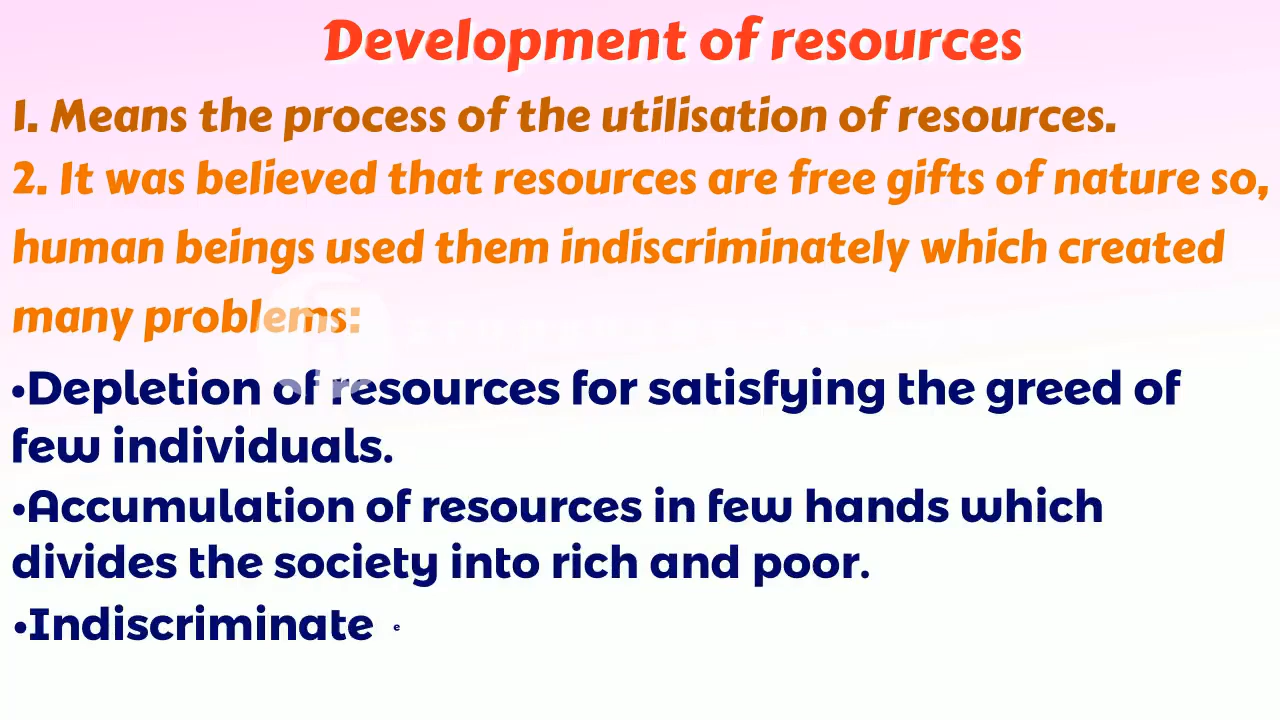 Development of resources
1. Means the process of the utilisation of resources.
2. It was believed that resources are free gifts of nature so,
human beings used them indiscriminately which created
many problems:
•Depletion of resources for satisfying the greed of
few individuals.
•Accumulation of resources in few hands which
divides the society into rich and poor.
•Indiscriminate e